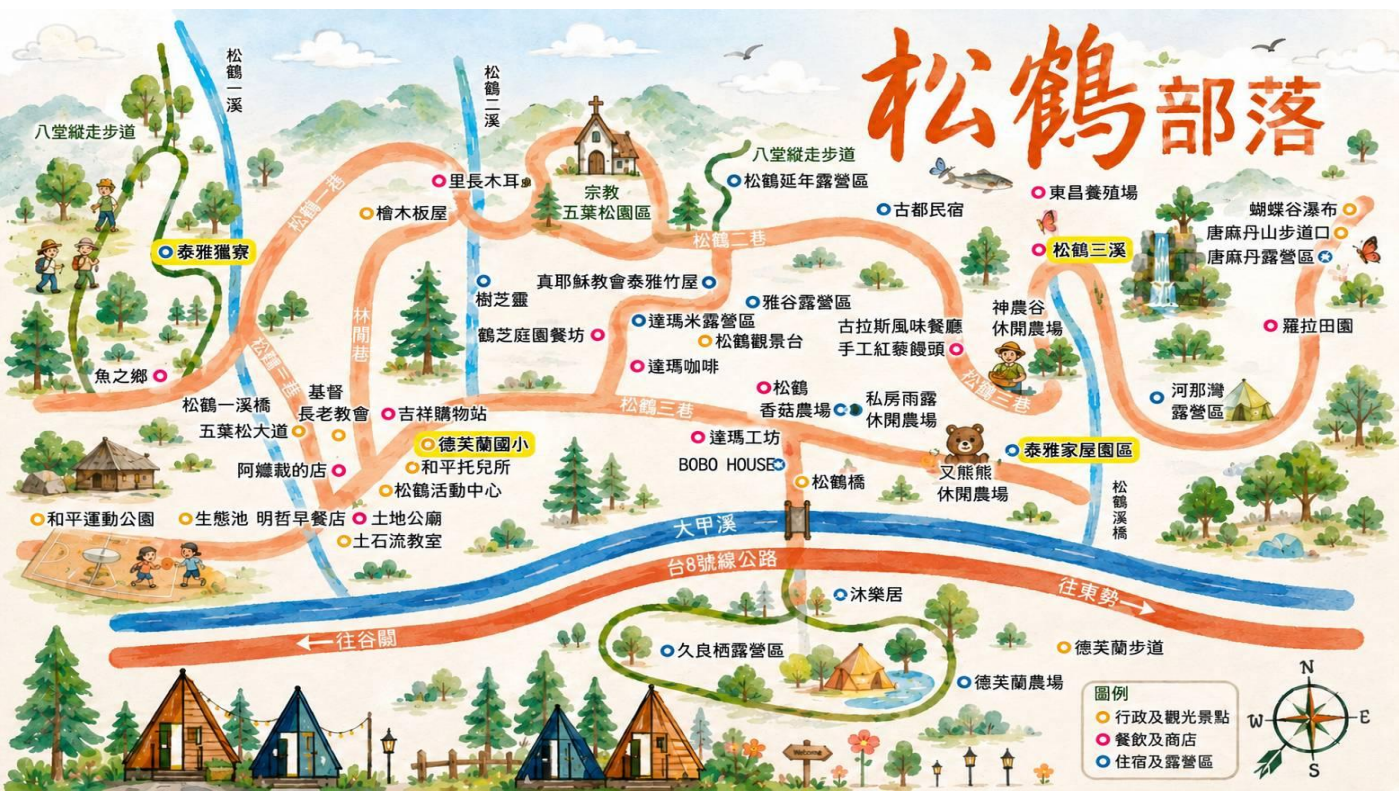 松鶴部落
松鶴一溪
松鶴二溪
八堂縱走步道
八堂縱走步道
里長木耳
宗教
五葉松園區
松鶴延年露營區
東昌養殖場
檜木板屋
松鶴一巷
古都民宿
蝴蝶谷瀑布
唐麻丹山步道口
唐麻丹露營區
泰雅獵寮
松鶴二巷
松鶴三溪
樹芝靈
真耶穌教會泰雅竹屋
雅谷露營區
神農谷
休閒農場
林間巷
鶴芝庭園餐坊
達瑪米露營區
松鶴觀景台
古拉斯風味餐廳
手工紅藜饅頭
羅拉田園
魚之鄉
松鶴二巷
達瑪咖啡
松鶴三巷
松鶴一溪橋
五葉松大道
基督
長老教會
吉祥購物站
松鶴三巷
松鶴
香菇農場
私房雨露
休閒農場
河那灣
露營區
德芙蘭國小
達瑪工坊
BOBO HOUSE
泰雅家屋園區
阿嬤栽的店
和平托兒所
松鶴活動中心
松鶴橋
又熊熊
休閒農場
松鶴溪橋
和平運動公園
生態池
明哲早餐店
土地公廟
土石流教室
大甲溪
台8號線公路
往東勢→
←往谷關
沐樂居
久良栖露營區
德芙蘭步道
德芙蘭農場
Welcome
圖例
行政及觀光景點
餐飲及商店
住宿及露營區
N
W
E
S